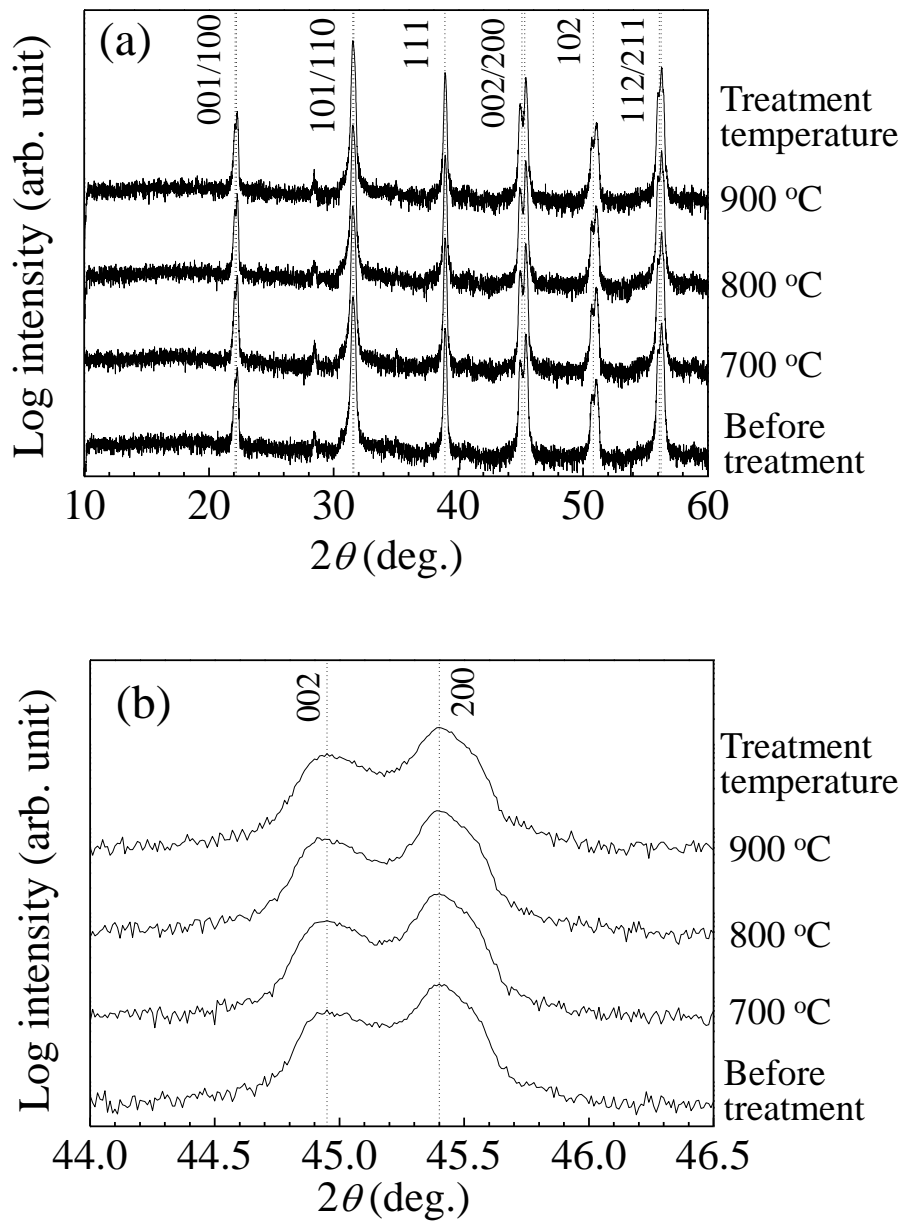 (a)
001/100
101/110
111
002/200
102
112/211
Treatment
temperature
900 °C
800 °C
700 °C
Before
treatment
Log intensity (arb. unit)
10 20 30 40 50 60
2θ (deg.)
(b)
002
200
Treatment
temperature
900 °C
800 °C
700 °C
Before
treatment
Log intensity (arb. unit)
44.0 44.5 45.0 45.5 46.0 46.5
2θ (deg.)